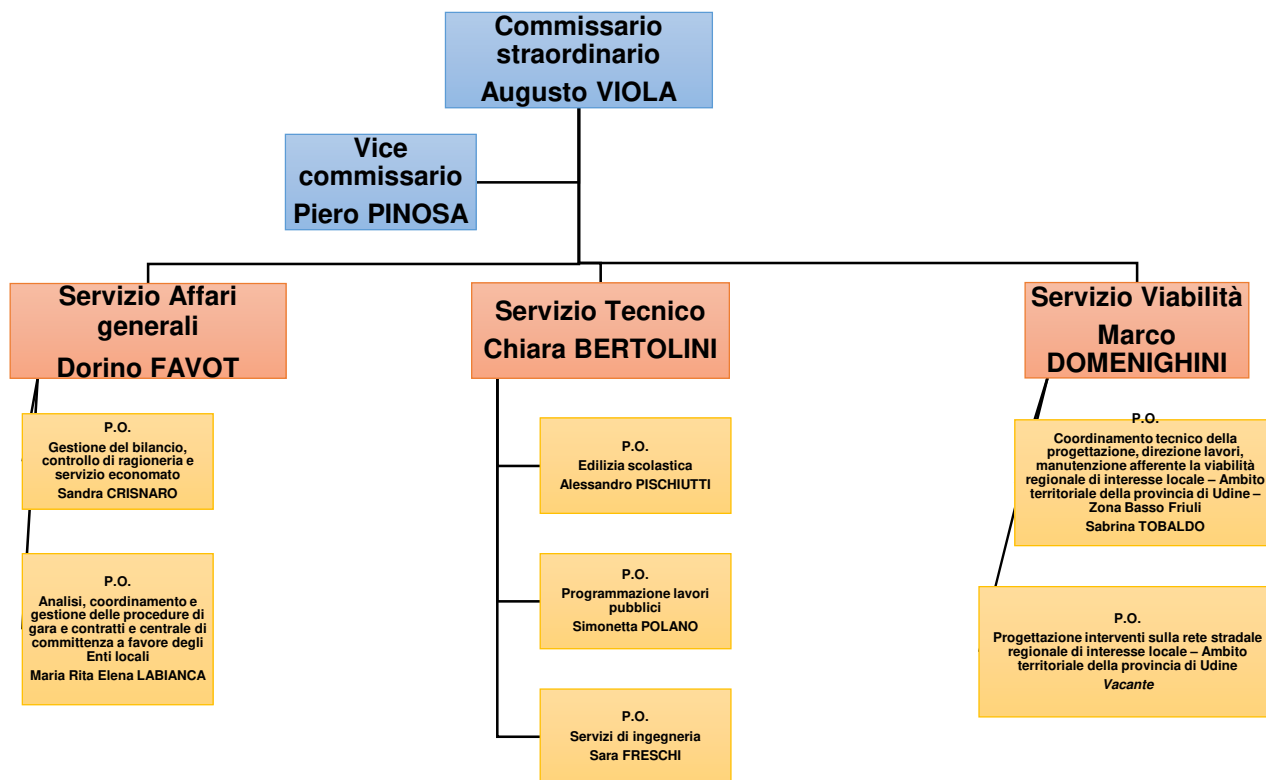 Commissario
straordinario
Augusto VIOLA
Vice
commissario
Piero PINOSA
Servizio Affari
generali
Dorino FAVOT
Servizio Tecnico
Chiara BERTOLINI
Servizio Viabilità
Marco
DOMENIGHINI
P.O.
Gestione del bilancio,
controllo di ragioneria e
servizio economato
Sandra CRISNARO
P.O.
Analisi, coordinamento e
gestione delle procedure di
gara e contratti e centrale di
committenza a favore degli
Enti locali
Maria Rita Elena LABIANCA
P.O.
Edilizia scolastica
Alessandro PISCHIUTTI
P.O.
Programmazione lavori
pubblici
Simonetta POLANO
P.O.
Servizi di ingegneria
Sara FRESCHI
P.O.
Coordinamento tecnico della
progettazione, direzione lavori,
manutenzione afferente la viabilità
regionale di interesse locale – Ambito
territoriale della provincia di Udine –
Zona Basso Friuli
Sabrina TOBALDO
P.O.
Progettazione interventi sulla rete stradale
regionale di interesse locale – Ambito
territoriale della provincia di Udine
Vacante